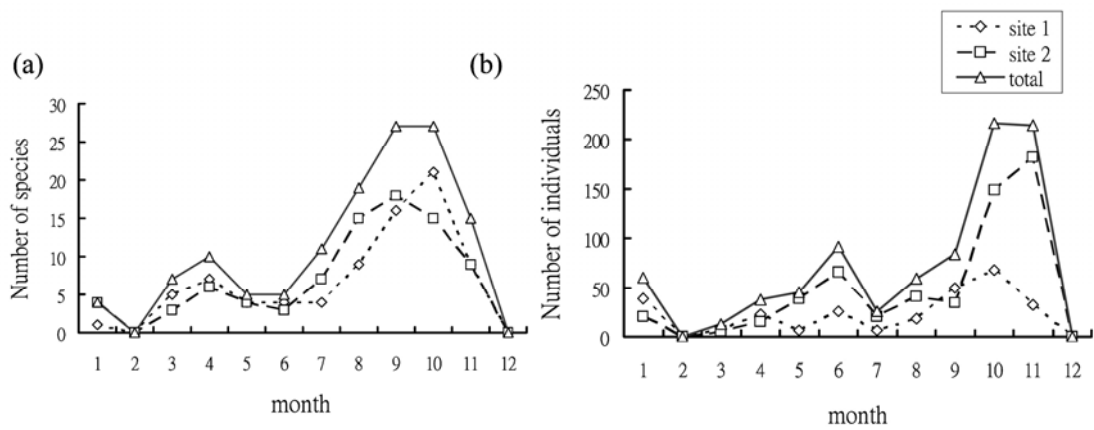 site 1
site 2
total
(a)
(b)
Number of species
30
25
20
15
10
5
0
1 2 3 4 5 6 7 8 9 10 11 12
month
Number of individuals
250
200
150
100
50
0
1 2 3 4 5 6 7 8 9 10 11 12
month